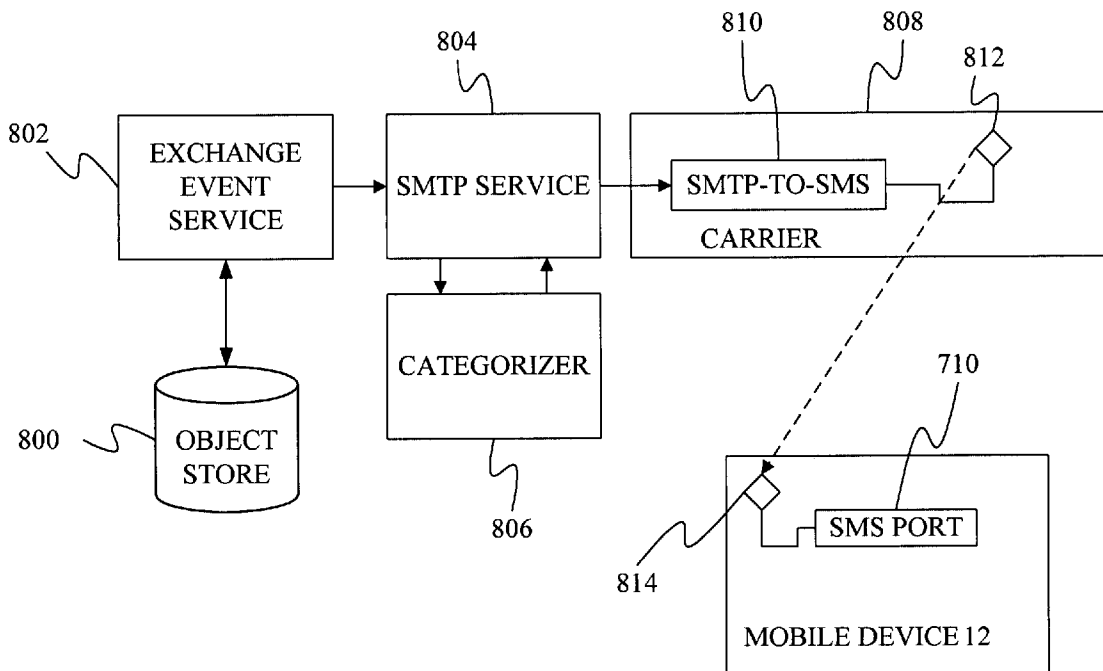 804
810
808
812
802
EXCHANGE
EVENT
SERVICE
SMTP SERVICE
SMTP-TO-SMS
CARRIER
CATEGORIZER
800
OBJECT
STORE
806
710
SMS PORT
814
MOBILE DEVICE 12